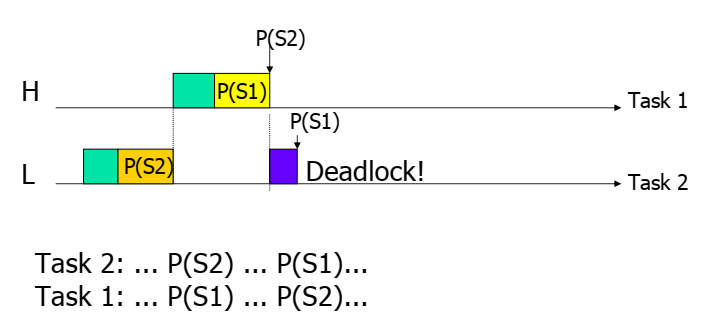 P(S2)
H
P(S1)
Task 1
P(S1)
L
P(S2)
Deadlock!
Task 2
Task 2: ... P(S2) ... P(S1)...
Task 1: ... P(S1) ... P(S2)...